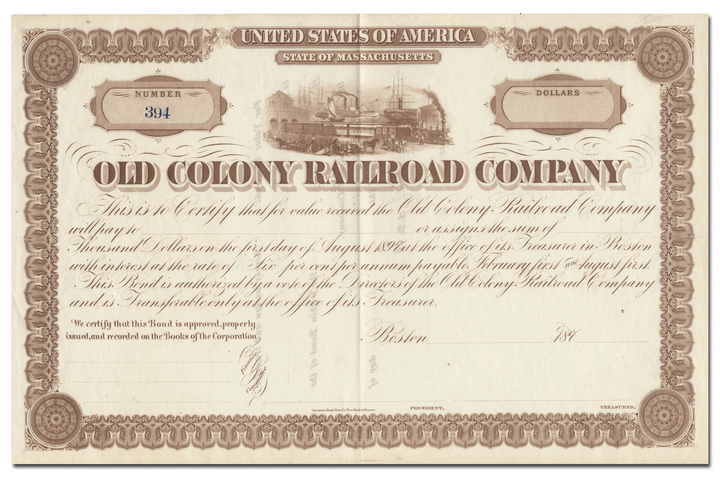 UNITED STATES OF AMERICA
STATE OF MASSACHUSETTS
NUMBER
394
DOLLARS
OLD COLONY RAILROAD COMPANY
This is to Certify that for value received the Old Colony Railroad Company
will pay to or assigns the sum of
Thousand Dollars on the first day of August 1897, at the office of its Treasurer in Boston
with interest at the rate of Six per cent per annum payable February first and August first.
This Bond is authorized by a vote of the Directors of the Old Colony Railroad Company
and is Transferable only at the office of its Treasurer.
We certify that this Bond is approved, properly
issued, and recorded on the Books of the Corporation
Boston 187
PRESIDENT.
TREASURER.